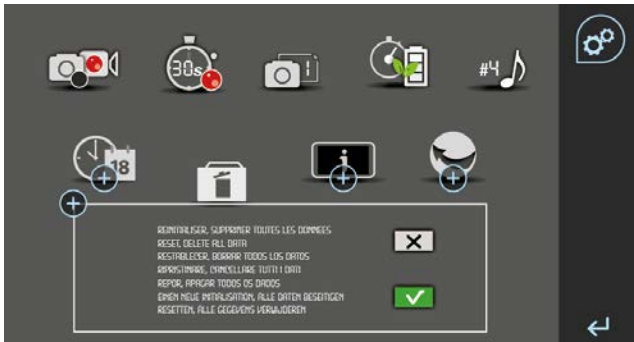 30s
1
#4
18
i
REINITIALISER, SUPPRIMER TOUTES LES DONNEES
RESET, DELETE ALL DATA
RESTABLECER, BORRAR TODOS LOS DATOS
RIPRISTINARE, CANCELLARE TUTTI I DATI
REPOR, APAGAR TODOS OS DADOS
EINEN NEUE INITIALISATION, ALLE DATEN BESEITIGEN
RESETTEN, ALLE GEGEVENS VERWIJDEREN